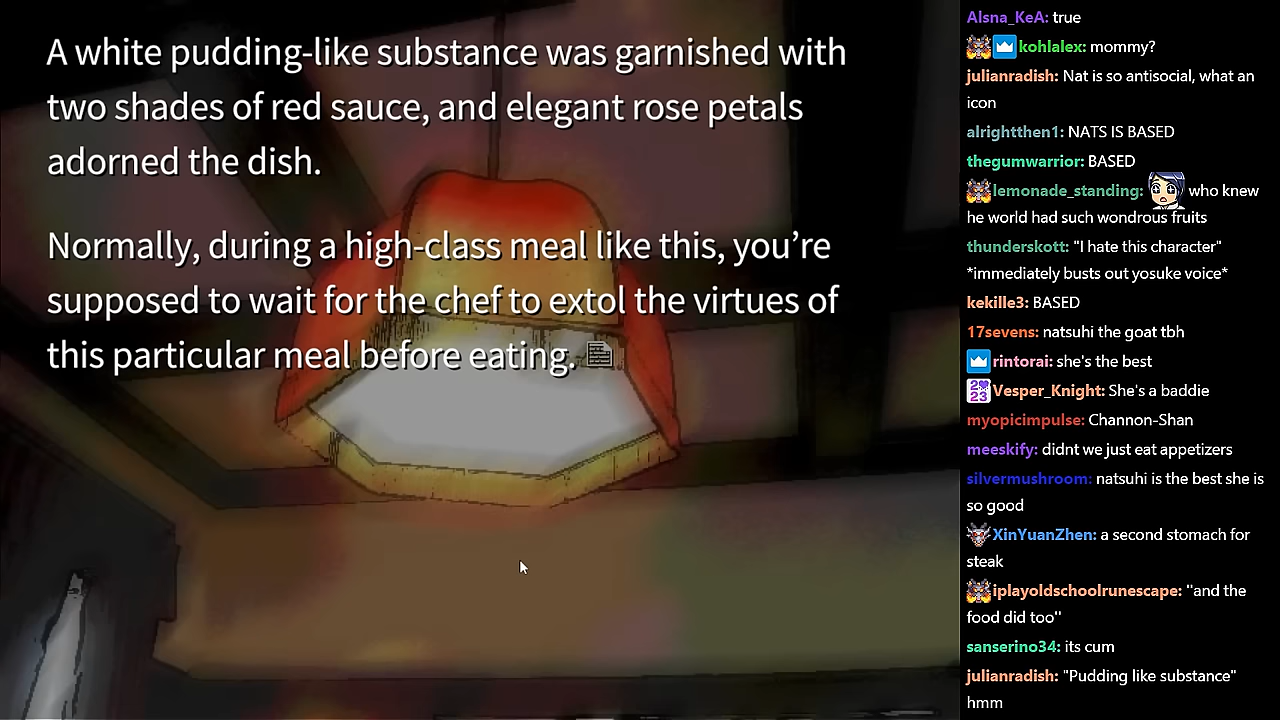 A white pudding-like substance was garnished with
two shades of red sauce, and elegant rose petals
adorned the dish.
Normally, during a high-class meal like this, you’re
supposed to wait for the chef to extol the virtues of
this particular meal before eating.
Alsna_KeA: true
kohlalex: mommy?
julianradish: Nat is so antisocial, what an
icon
alrightthen1: NATS IS BASED
thegumwarrior: BASED
lemonade_standing: who knew
he world had such wondrous fruits
thunderskott: "I hate this character"
*immediately busts out yosuke voice*
kekille3: BASED
17sevens: natsuhi the goat tbh
rintorai: she's the best
2023 Vesper_Knight: She's a baddie
myopicimpulse: Channon-Shan
meeskify: didnt we just eat appetizers
silvermushroom: natsuhi is the best she is
so good
XinYuanZhen: a second stomach for
steak
iplayoldschoolrunescape: "and the
food did too"
sanserino34: its cum
julianradish: "Pudding like substance"
hmm